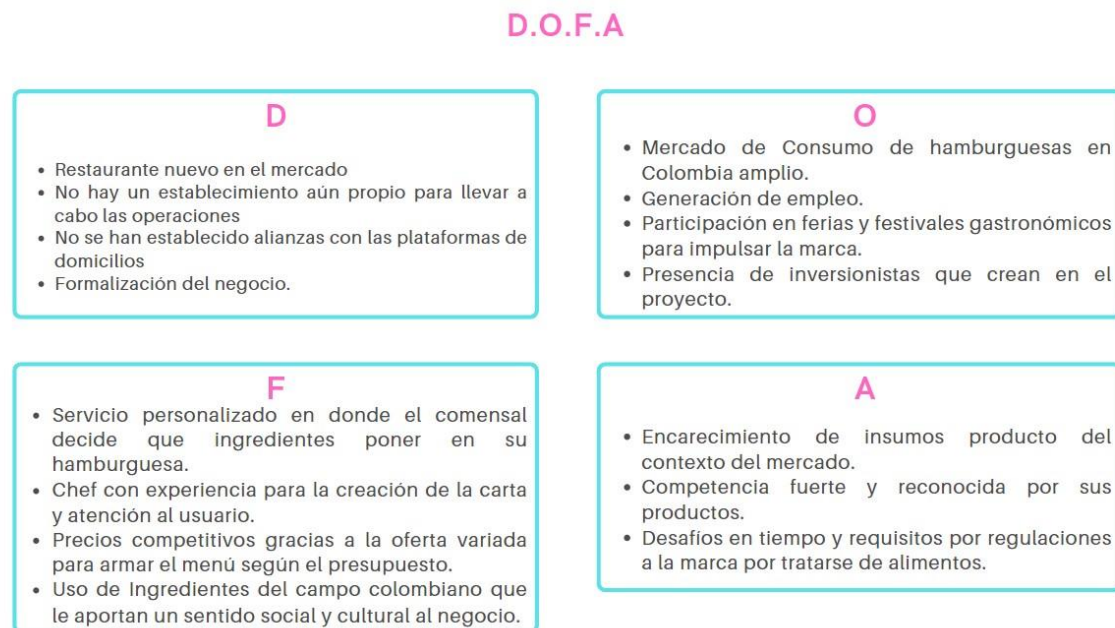 D.O.F.A
D
• Restaurante nuevo en el mercado
• No hay un establecimiento aún propio para llevar a
cabo las operaciones
• No se han establecido alianzas con las plataformas de
domicilios
• Formalización del negocio.
O
• Mercado de Consumo de hamburguesas en
Colombia amplio.
• Generación de empleo.
• Participación en ferias y festivales gastronómicos
para impulsar la marca.
• Presencia de inversionistas que crean en el
proyecto.
F
• Servicio personalizado en donde el comensal
decide que ingredientes poner en su
hamburguesa.
• Chef con experiencia para la creación de la carta
y atención al usuario.
• Precios competitivos gracias a la oferta variada
para armar el menú según el presupuesto.
• Uso de Ingredientes del campo colombiano que
le aportan un sentido social y cultural al negocio.
A
• Encarecimiento de insumos producto del
contexto del mercado.
• Competencia fuerte y reconocida por sus
productos.
• Desafíos en tiempo y requisitos por regulaciones
a la marca por tratarse de alimentos.